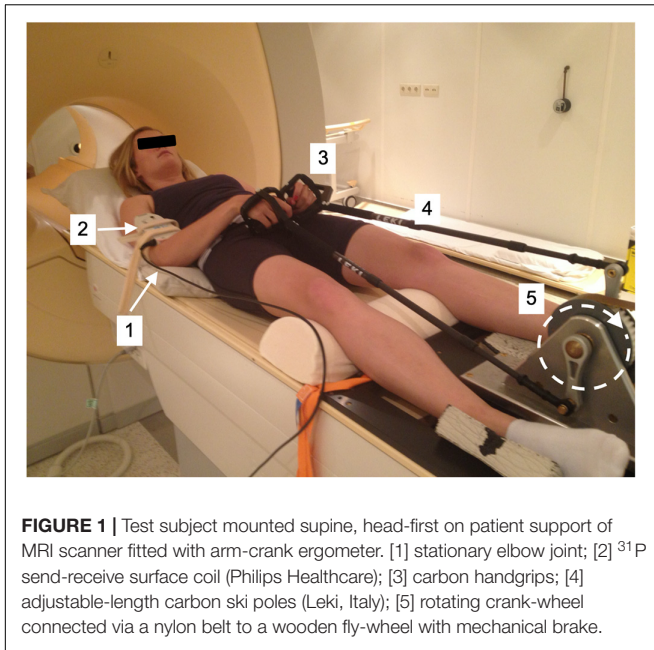 3
4
2
5
1
LEKI
LEKI
FIGURE 1 | Test subject mounted supine, head-first on patient support of
MRI scanner fitted with arm-crank ergometer. [1] stationary elbow joint; [2] ³¹P
send-receive surface coil (Philips Healthcare); [3] carbon handgrips; [4]
adjustable-length carbon ski poles (Leki, Italy); [5] rotating crank-wheel
connected via a nylon belt to a wooden fly-wheel with mechanical brake.